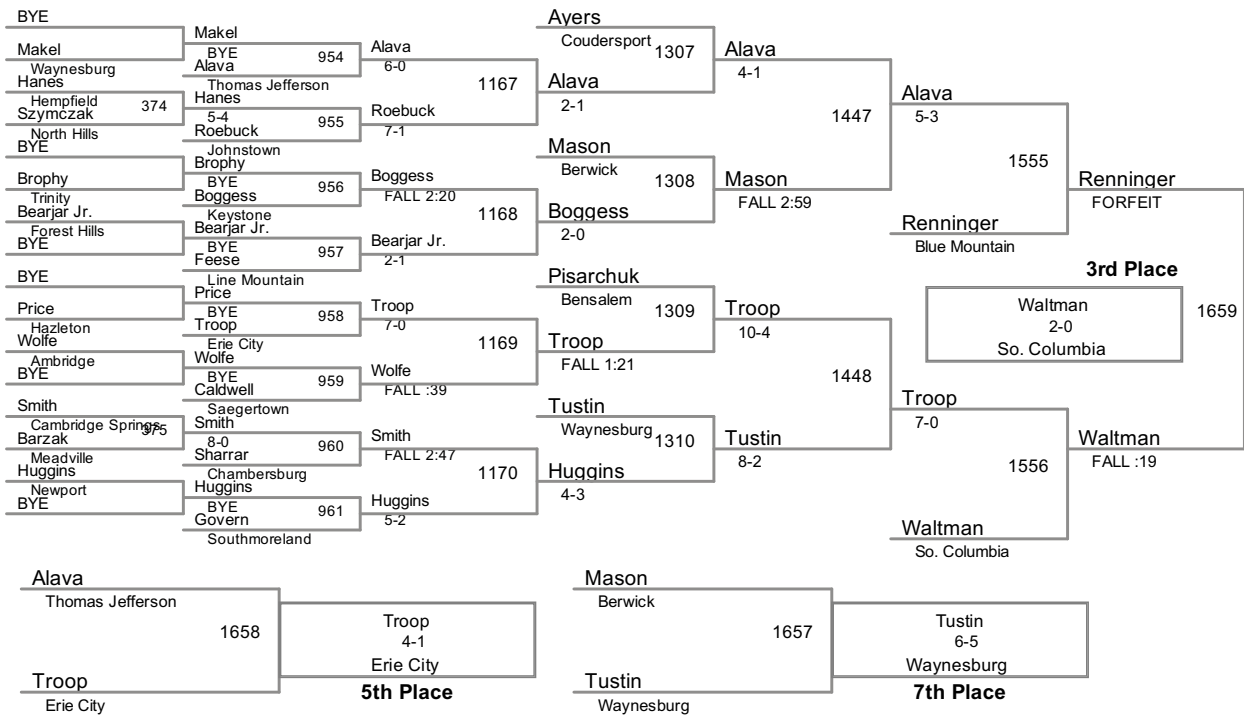 BYE
Makel
Waynesburg
Hanes
Hempfield
374
Szymczak
North Hills
BYE
Brophy
Trinity
Bearjar Jr.
Forest Hills
BYE
BYE
Price
Hazleton
Wolfe
Ambridge
BYE
Smith
Cambridge Springs
375
Barzak
Meadville
Huggins
Newport
BYE
Makel
BYE
954
Alava
Thomas Jefferson
Hanes
5-4
955
Roebuck
Johnstown
Brophy
BYE
956
Boggess
Keystone
Bearjar Jr.
BYE
957
Feese
Line Mountain
Price
BYE
958
Troop
Erie City
Wolfe
BYE
959
Caldwell
Saegertown
Smith
8-0
960
Sharrar
Chambersburg
Huggins
BYE
961
Govern
Southmoreland
Alava
6-0
1167
Roebuck
7-1
Boggess
FALL 2:20
1168
Bearjar Jr.
2-1
Troop
7-0
1169
Wolfe
FALL :39
Smith
FALL 2:47
1170
Huggins
5-2
Ayers
Coudersport
1307
Alava
2-1
Mason
Berwick
1308
Boggess
2-0
Pisarchuk
Bensalem
1309
Troop
FALL 1:21
Tustin
Waynesburg
1310
Huggins
4-3
Alava
4-1
1447
Mason
FALL 2:59
Troop
10-4
1448
Tustin
8-2
Alava
5-3
1555
Renninger
Blue Mountain
Troop
7-0
1556
Waltman
So. Columbia
Renninger
FORFEIT
3rd Place
Waltman
2-0
So. Columbia
1659
Waltman
FALL :19
Alava
Thomas Jefferson
1658
Troop
Erie City
Troop
4-1
Erie City
5th Place
Mason
Berwick
1657
Tustin
Waynesburg
Tustin
6-5
Waynesburg
7th Place